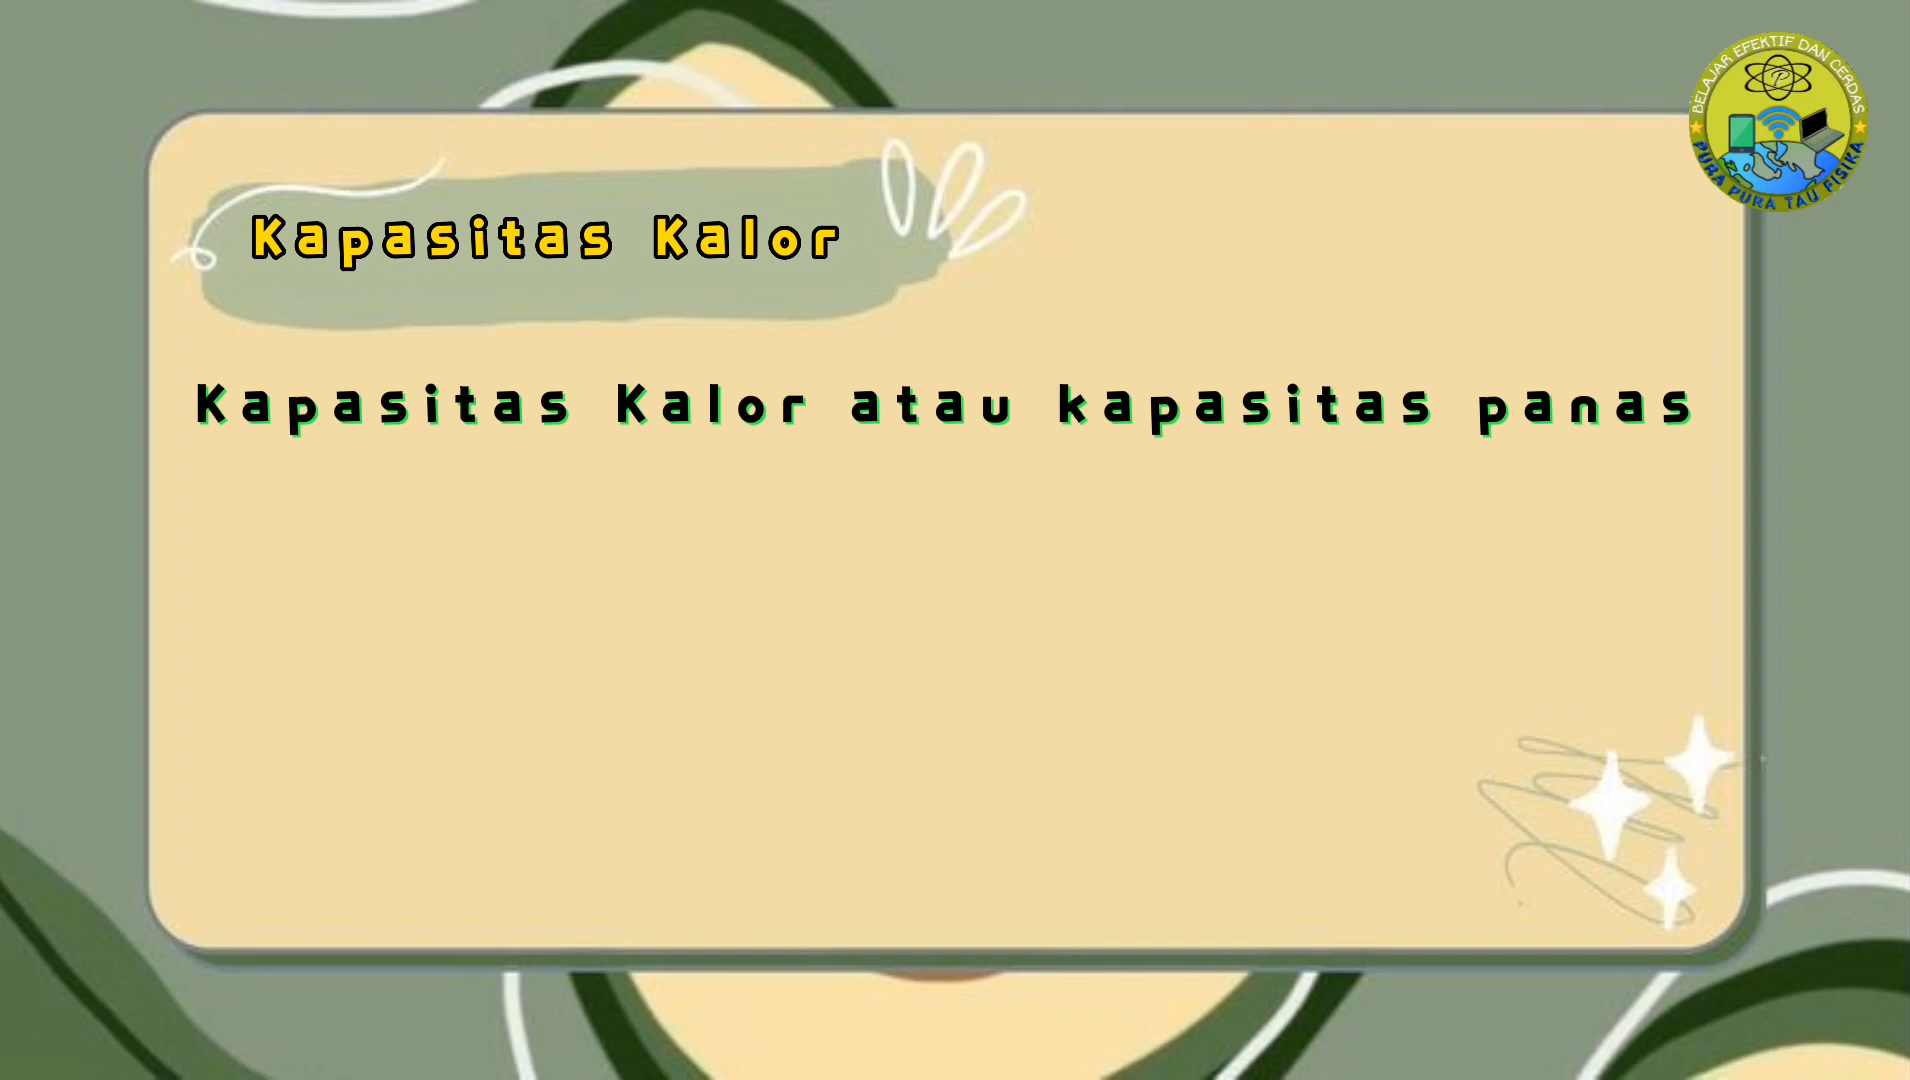 BELAJAR EFEKTIF DAN CERDAS
P
PURA PURA TAU FISIKA
Kapasitas Kalor
Kapasitas Kalor atau kapasitas panas